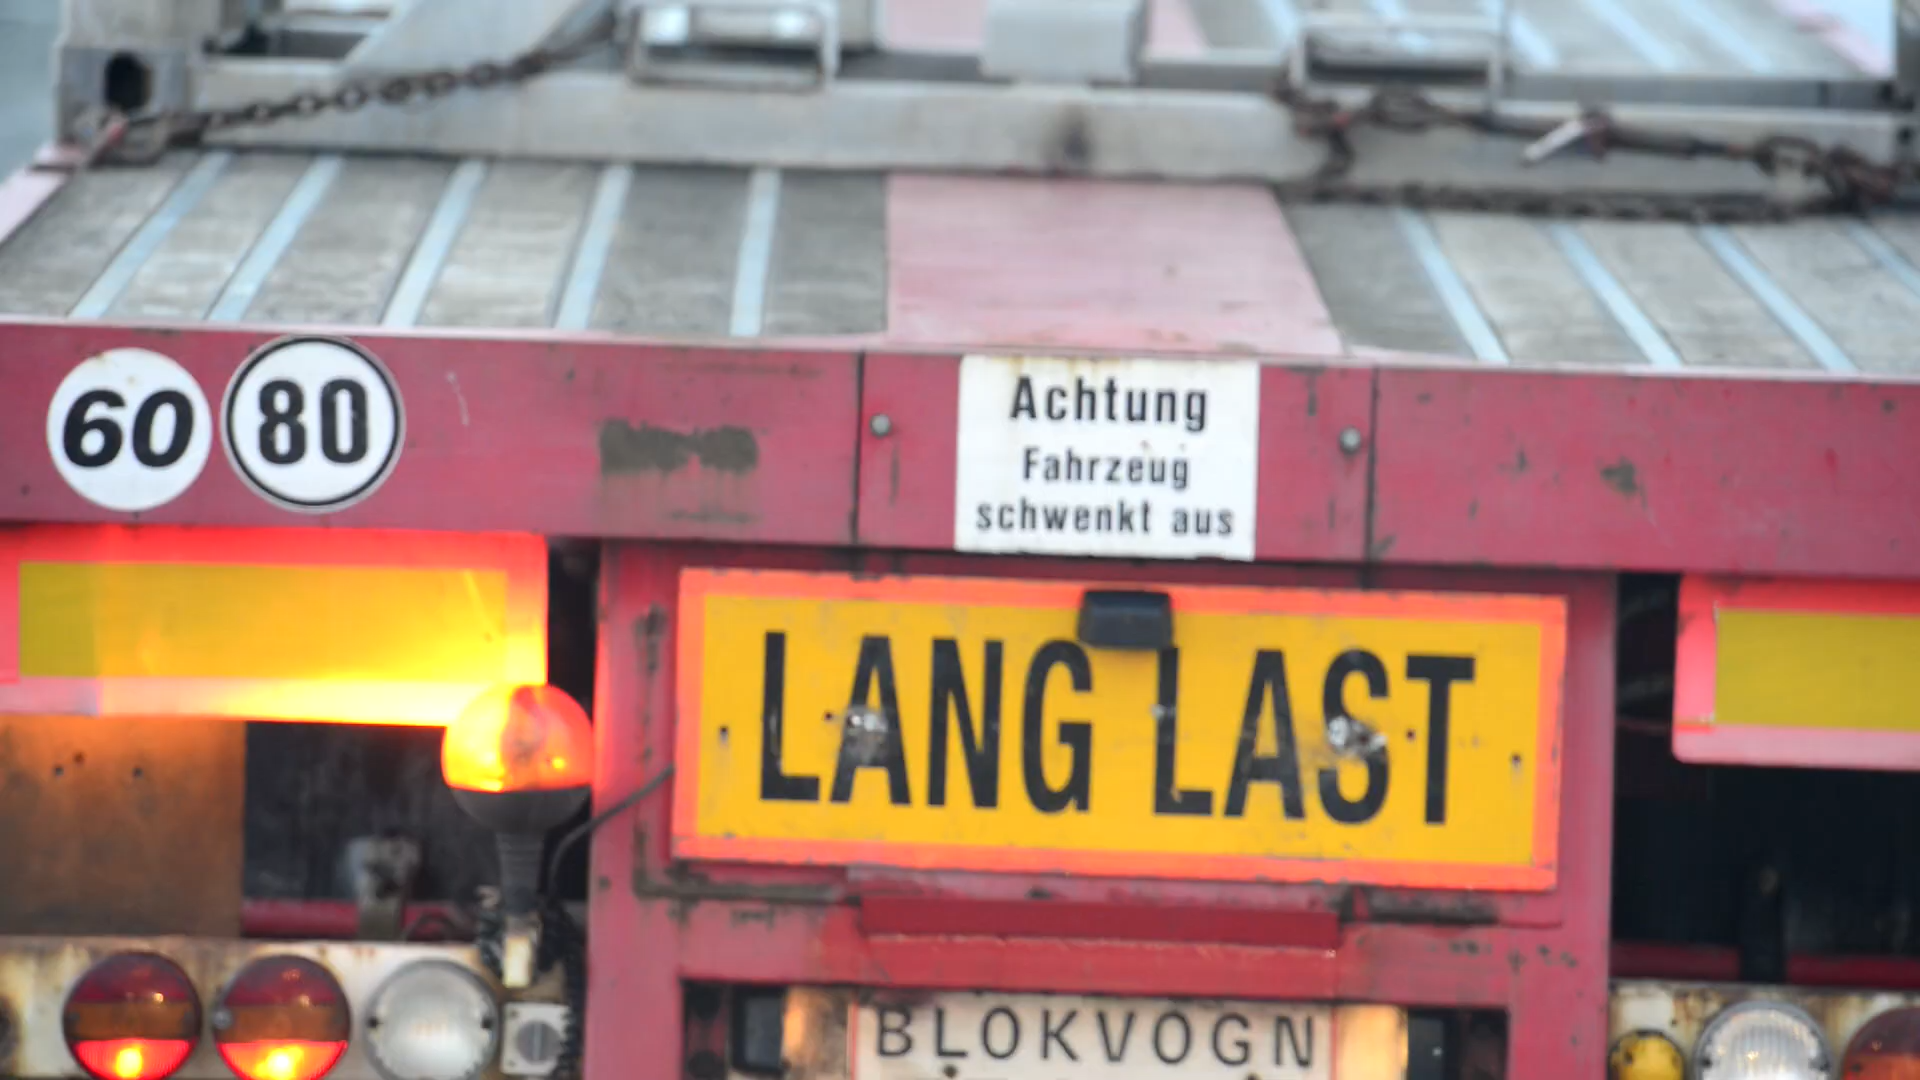 60 80
Achtung
Fahrzeug
schwenkt aus
LANG LAST
BLOKVOGN